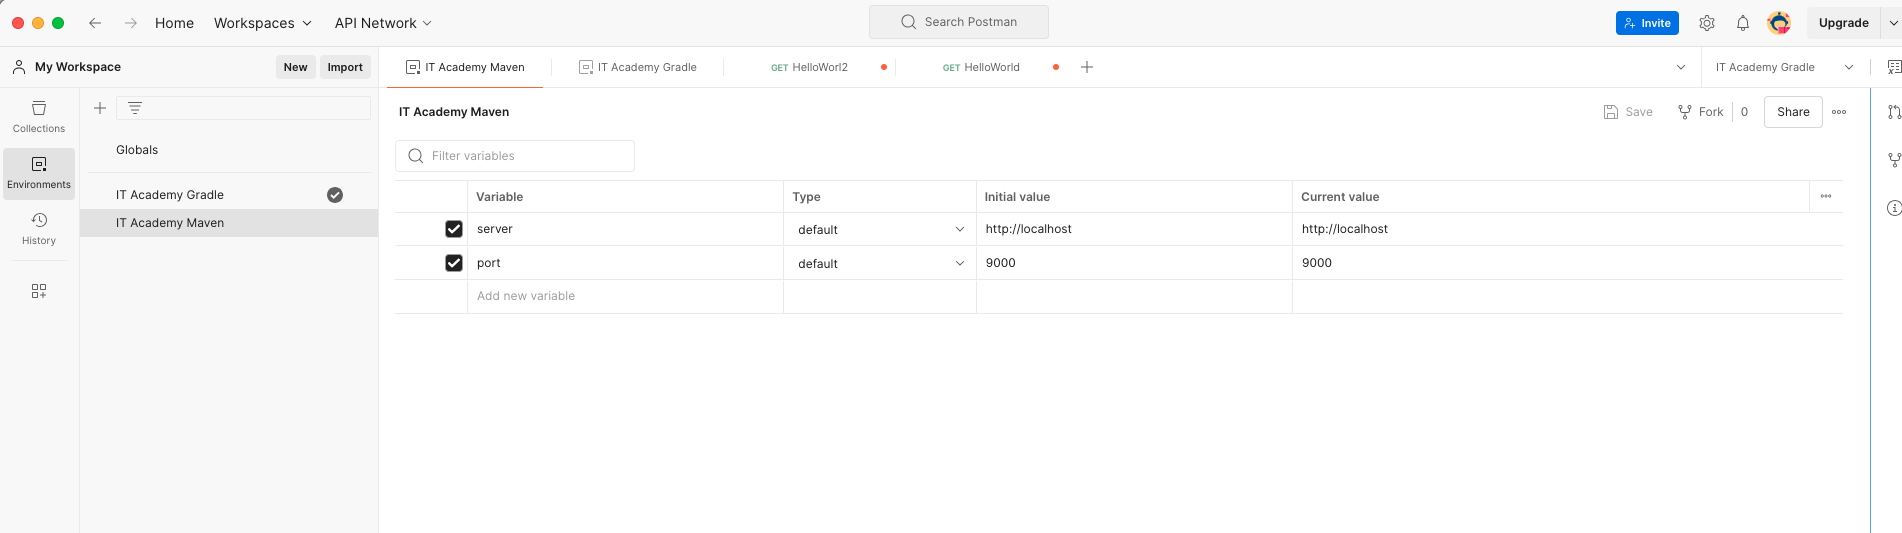 Home Workspaces API Network Search Postman Invite Upgrade
My Workspace New Import IT Academy Maven IT Academy Gradle GET HelloWorl2 GET HelloWorld IT Academy Gradle
Collections
Environments
History
Globals
IT Academy Gradle
IT Academy Maven
IT Academy Maven Save Fork 0 Share
Filter variables
Variable Type Initial value Current value
server default http://localhost http://localhost
port default 9000 9000
Add new variable